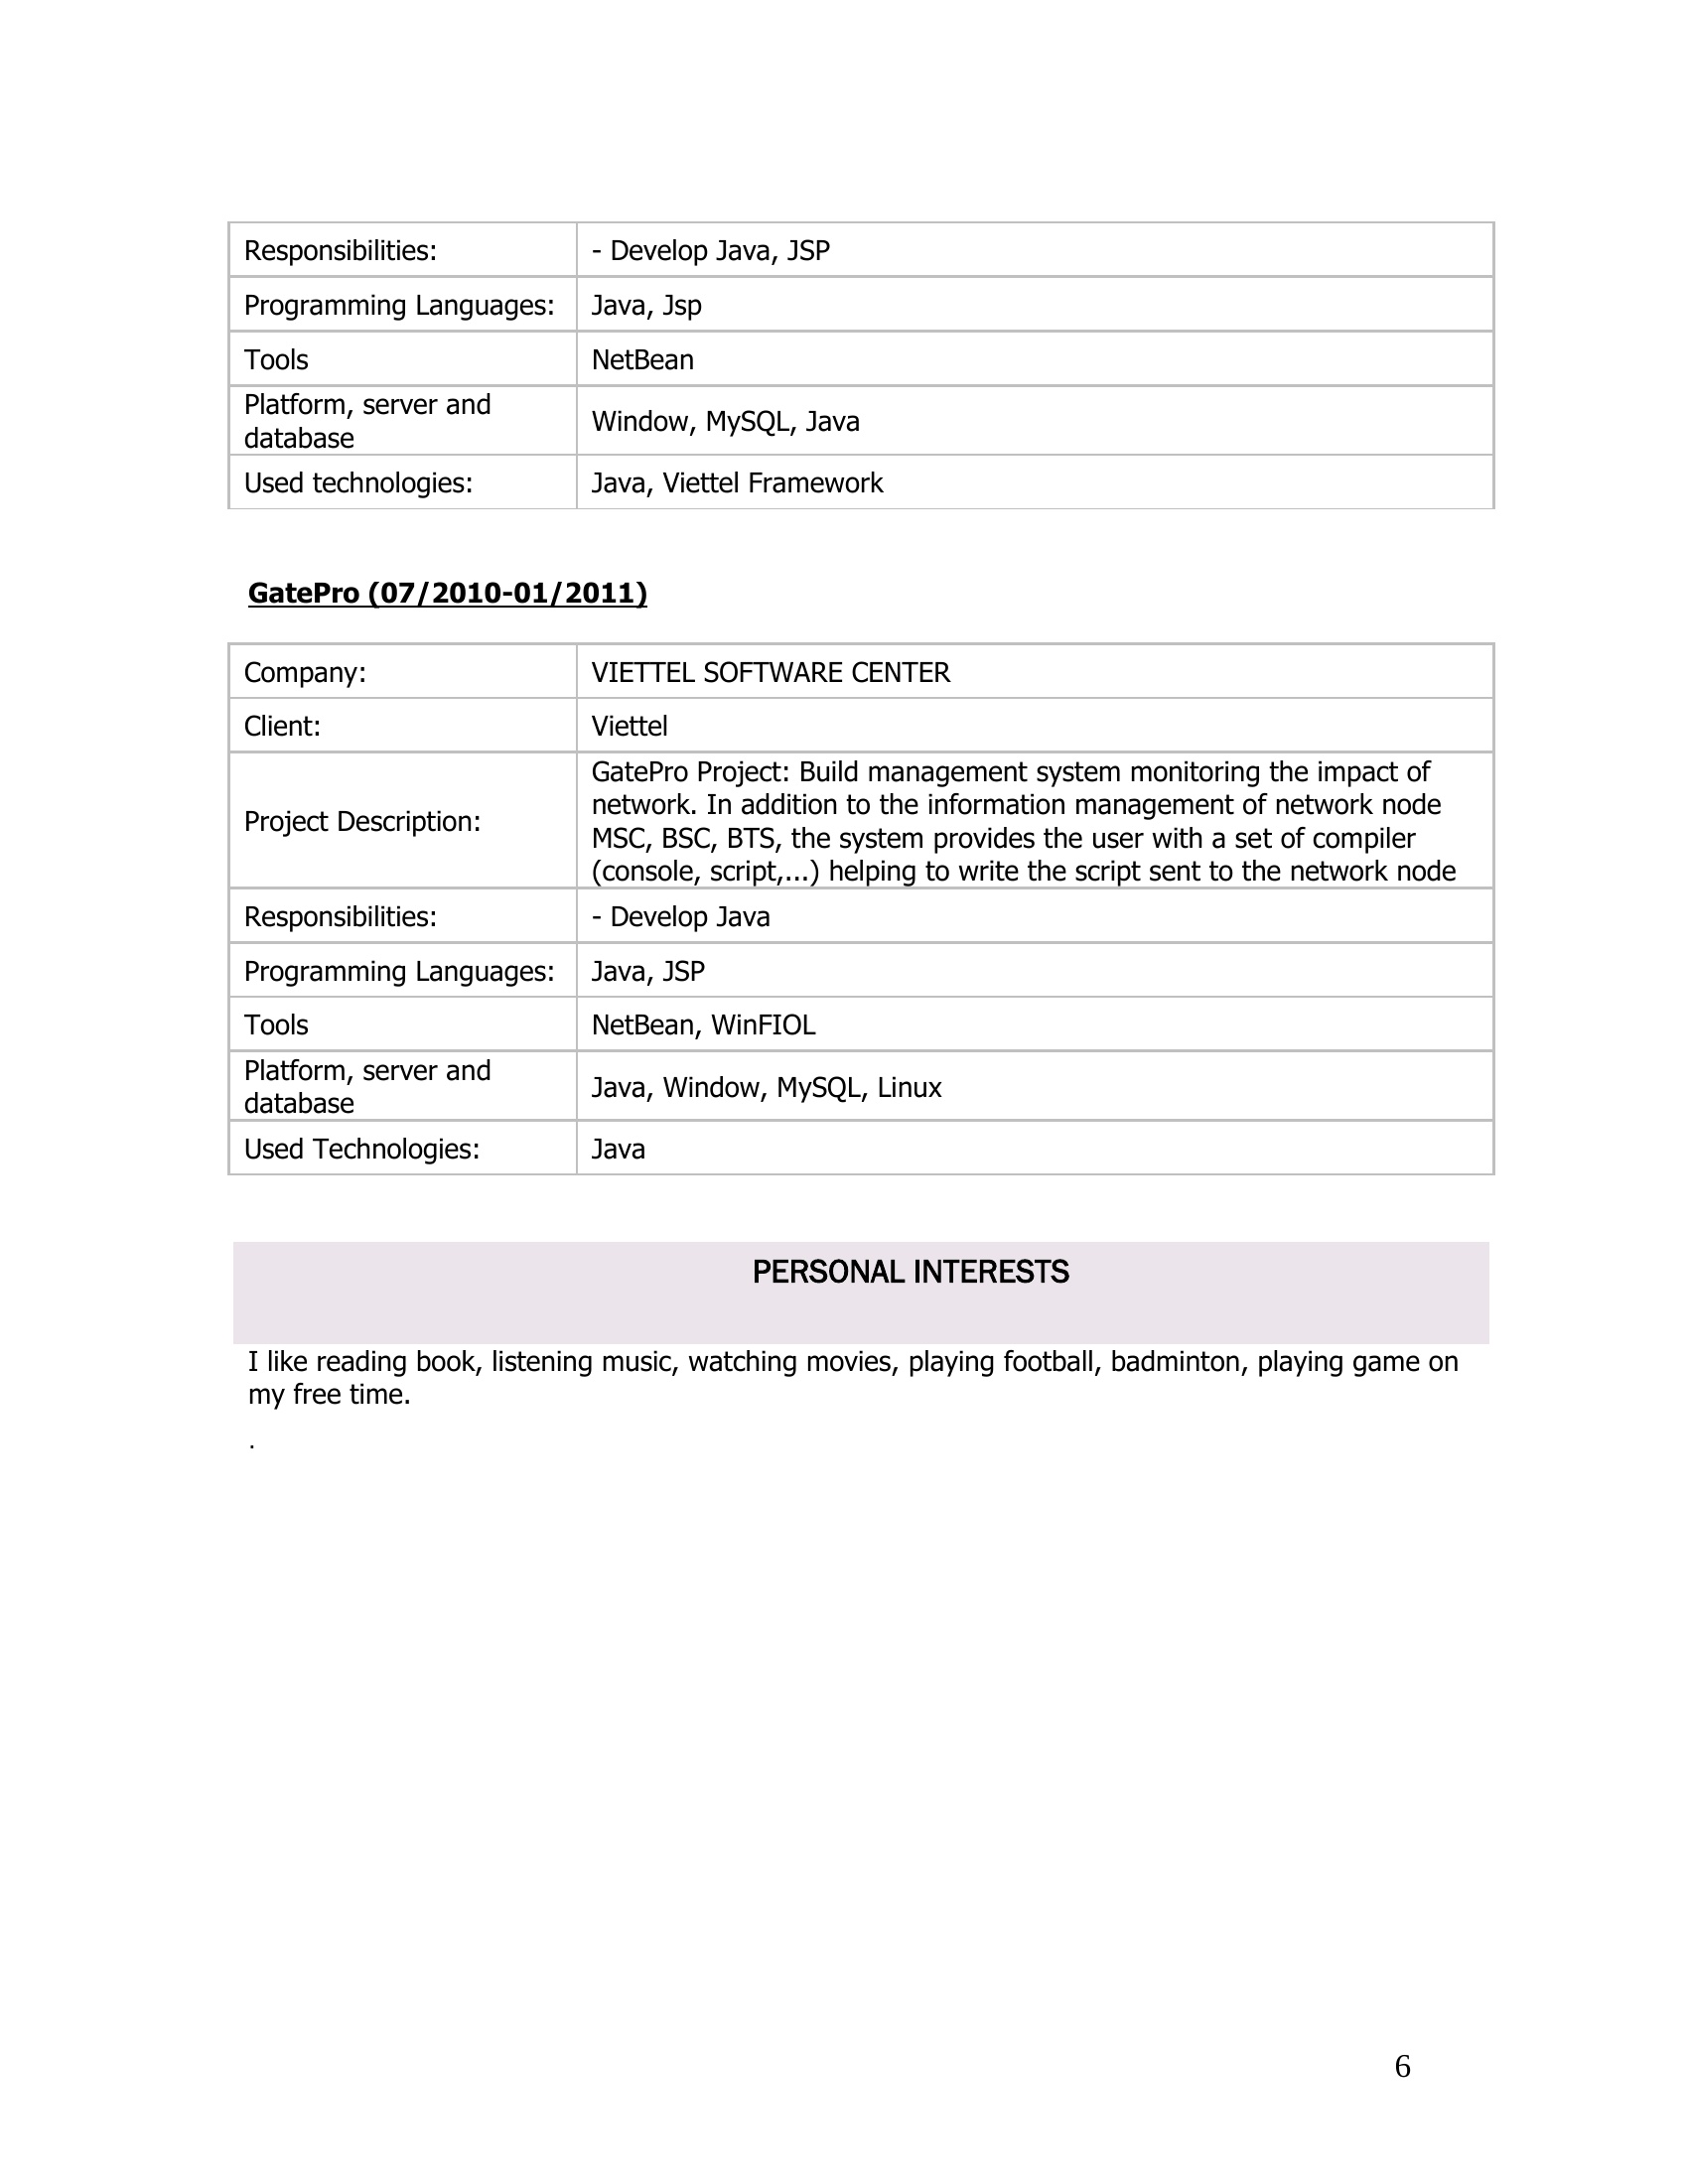 Responsibilities: - Develop Java, JSP
Programming Languages: Java, Jsp
Tools NetBean
Platform, server and
database
Window, MySQL, Java
Used technologies: Java, Viettel Framework
GatePro (07/2010-01/2011)
Company: VIETTEL SOFTWARE CENTER
Client: Viettel
Project Description:
GatePro Project: Build management system monitoring the impact of
network. In addition to the information management of network node
MSC, BSC, BTS, the system provides the user with a set of compiler
(console, script,...) helping to write the script sent to the network node
Responsibilities: - Develop Java
Programming Languages: Java, JSP
Tools NetBean, WinFIOL
Platform, server and
database
Java, Window, MySQL, Linux
Used Technologies: Java
PERSONAL INTERESTS
I like reading book, listening music, watching movies, playing football, badminton, playing game on
my free time.
.
6